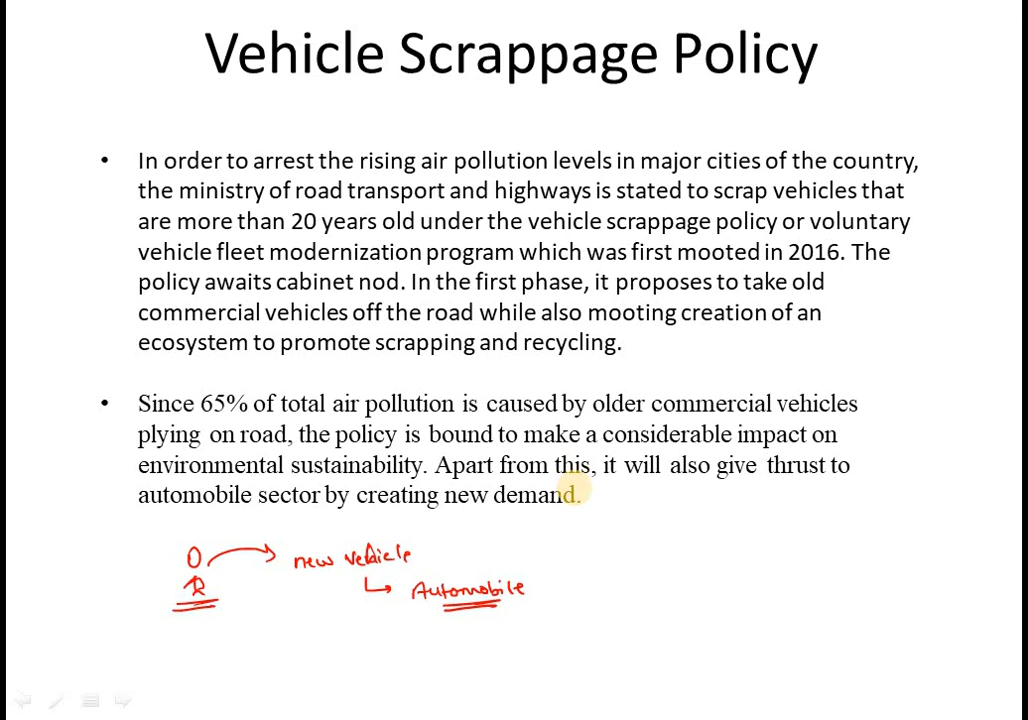 Vehicle Scrappage Policy
• In order to arrest the rising air pollution levels in major cities of the country,
the ministry of road transport and highways is stated to scrap vehicles that
are more than 20 years old under the vehicle scrappage policy or voluntary
vehicle fleet modernization program which was first mooted in 2016. The
policy awaits cabinet nod. In the first phase, it proposes to take old
commercial vehicles off the road while also mooting creation of an
ecosystem to promote scrapping and recycling.
• Since 65% of total air pollution is caused by older commercial vehicles
plying on road, the policy is bound to make a considerable impact on
environmental sustainability. Apart from this, it will also give thrust to
automobile sector by creating new demand.
O new vehicle
Automobile